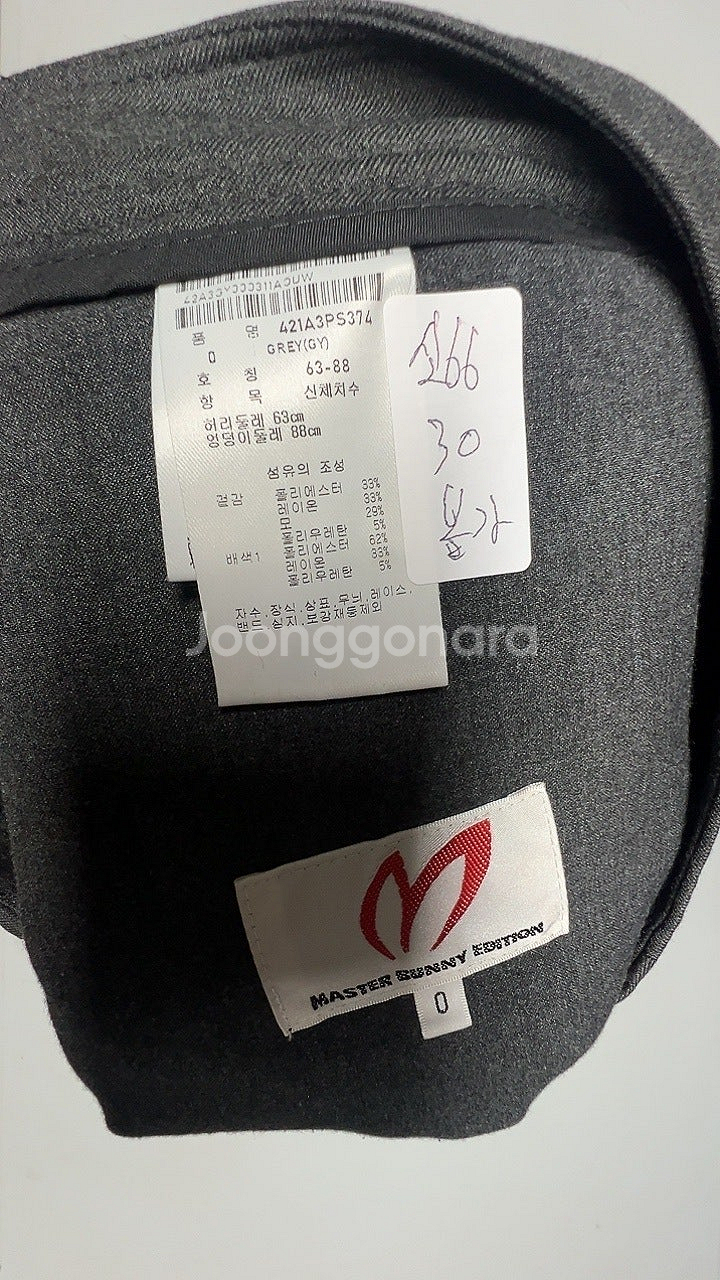 품 명 421A3PS374
0 GREY(GY)
호 칭 63-88
항 목 신체치수
허리둘레 63cm
엉덩이둘레 88cm
섬유의 조성
겉감 폴리에스터 33%
레이온 33%
모 29%
폴리우레탄 5%
배색1 폴리에스터 62%
레이온 33%
폴리우레탄 5%
자수.장식.상표.무늬.레이스.
밴드.심지.보강재등제외
66
30
봄가
Joonggonara
MASTER BUNNY EDITION
0